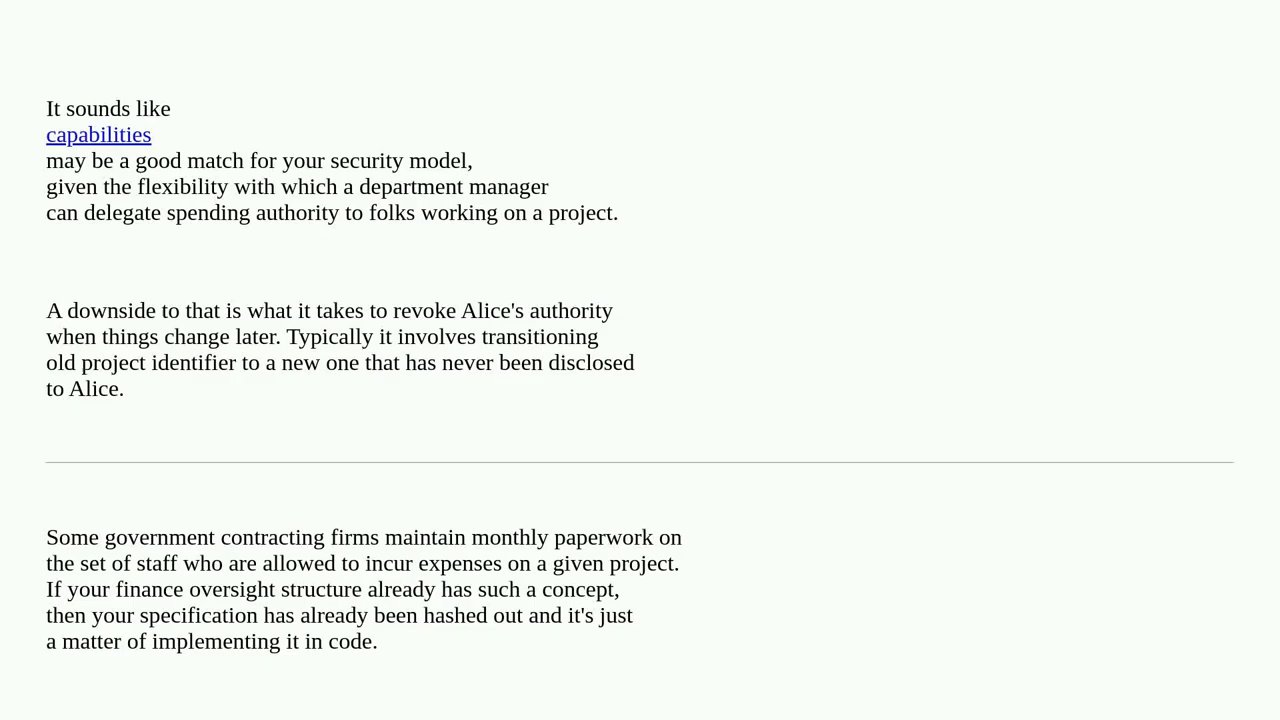 It sounds like
capabilities
may be a good match for your security model,
given the flexibility with which a department manager
can delegate spending authority to folks working on a project.
A downside to that is what it takes to revoke Alice's authority
when things change later. Typically it involves transitioning
old project identifier to a new one that has never been disclosed
to Alice.
Some government contracting firms maintain monthly paperwork on
the set of staff who are allowed to incur expenses on a given project.
If your finance oversight structure already has such a concept,
then your specification has already been hashed out and it's just
a matter of implementing it in code.